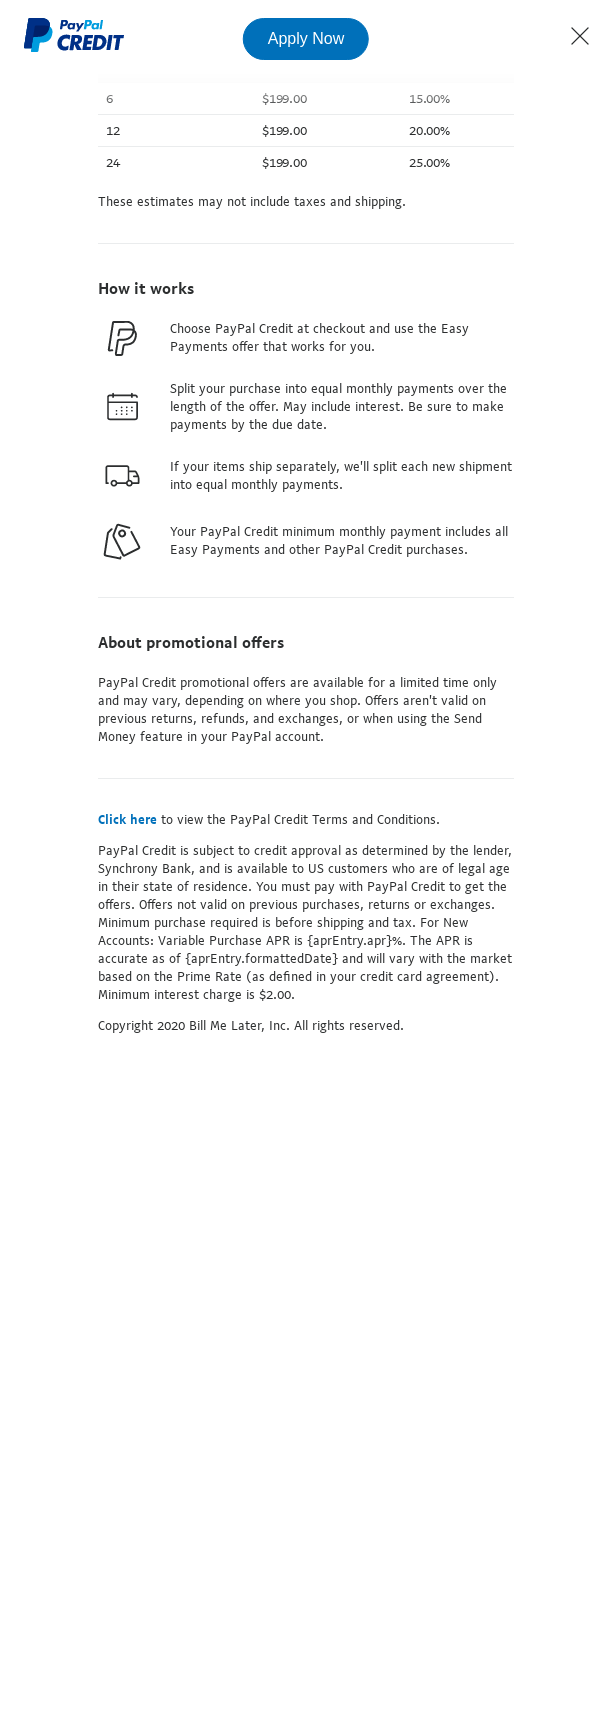 PayPal
CREDIT
Apply Now
6 $199.00 15.00%
12 $199.00 20.00%
24 $199.00 25.00%
These estimates may not include taxes and shipping.
How it works
Choose PayPal Credit at checkout and use the Easy
Payments offer that works for you.
Split your purchase into equal monthly payments over the
length of the offer. May include interest. Be sure to make
payments by the due date.
If your items ship separately, we'll split each new shipment
into equal monthly payments.
Your PayPal Credit minimum monthly payment includes all
Easy Payments and other PayPal Credit purchases.
About promotional offers
PayPal Credit promotional offers are available for a limited time only
and may vary, depending on where you shop. Offers aren't valid on
previous returns, refunds, and exchanges, or when using the Send
Money feature in your PayPal account.
Click here to view the PayPal Credit Terms and Conditions.
PayPal Credit is subject to credit approval as determined by the lender,
Synchrony Bank, and is available to US customers who are of legal age
in their state of residence. You must pay with PayPal Credit to get the
offers. Offers not valid on previous purchases, returns or exchanges.
Minimum purchase required is before shipping and tax. For New
Accounts: Variable Purchase APR is {aprEntry.apr}%. The APR is
accurate as of {aprEntry.formattedDate} and will vary with the market
based on the Prime Rate (as defined in your credit card agreement).
Minimum interest charge is $2.00.
Copyright 2020 Bill Me Later, Inc. All rights reserved.